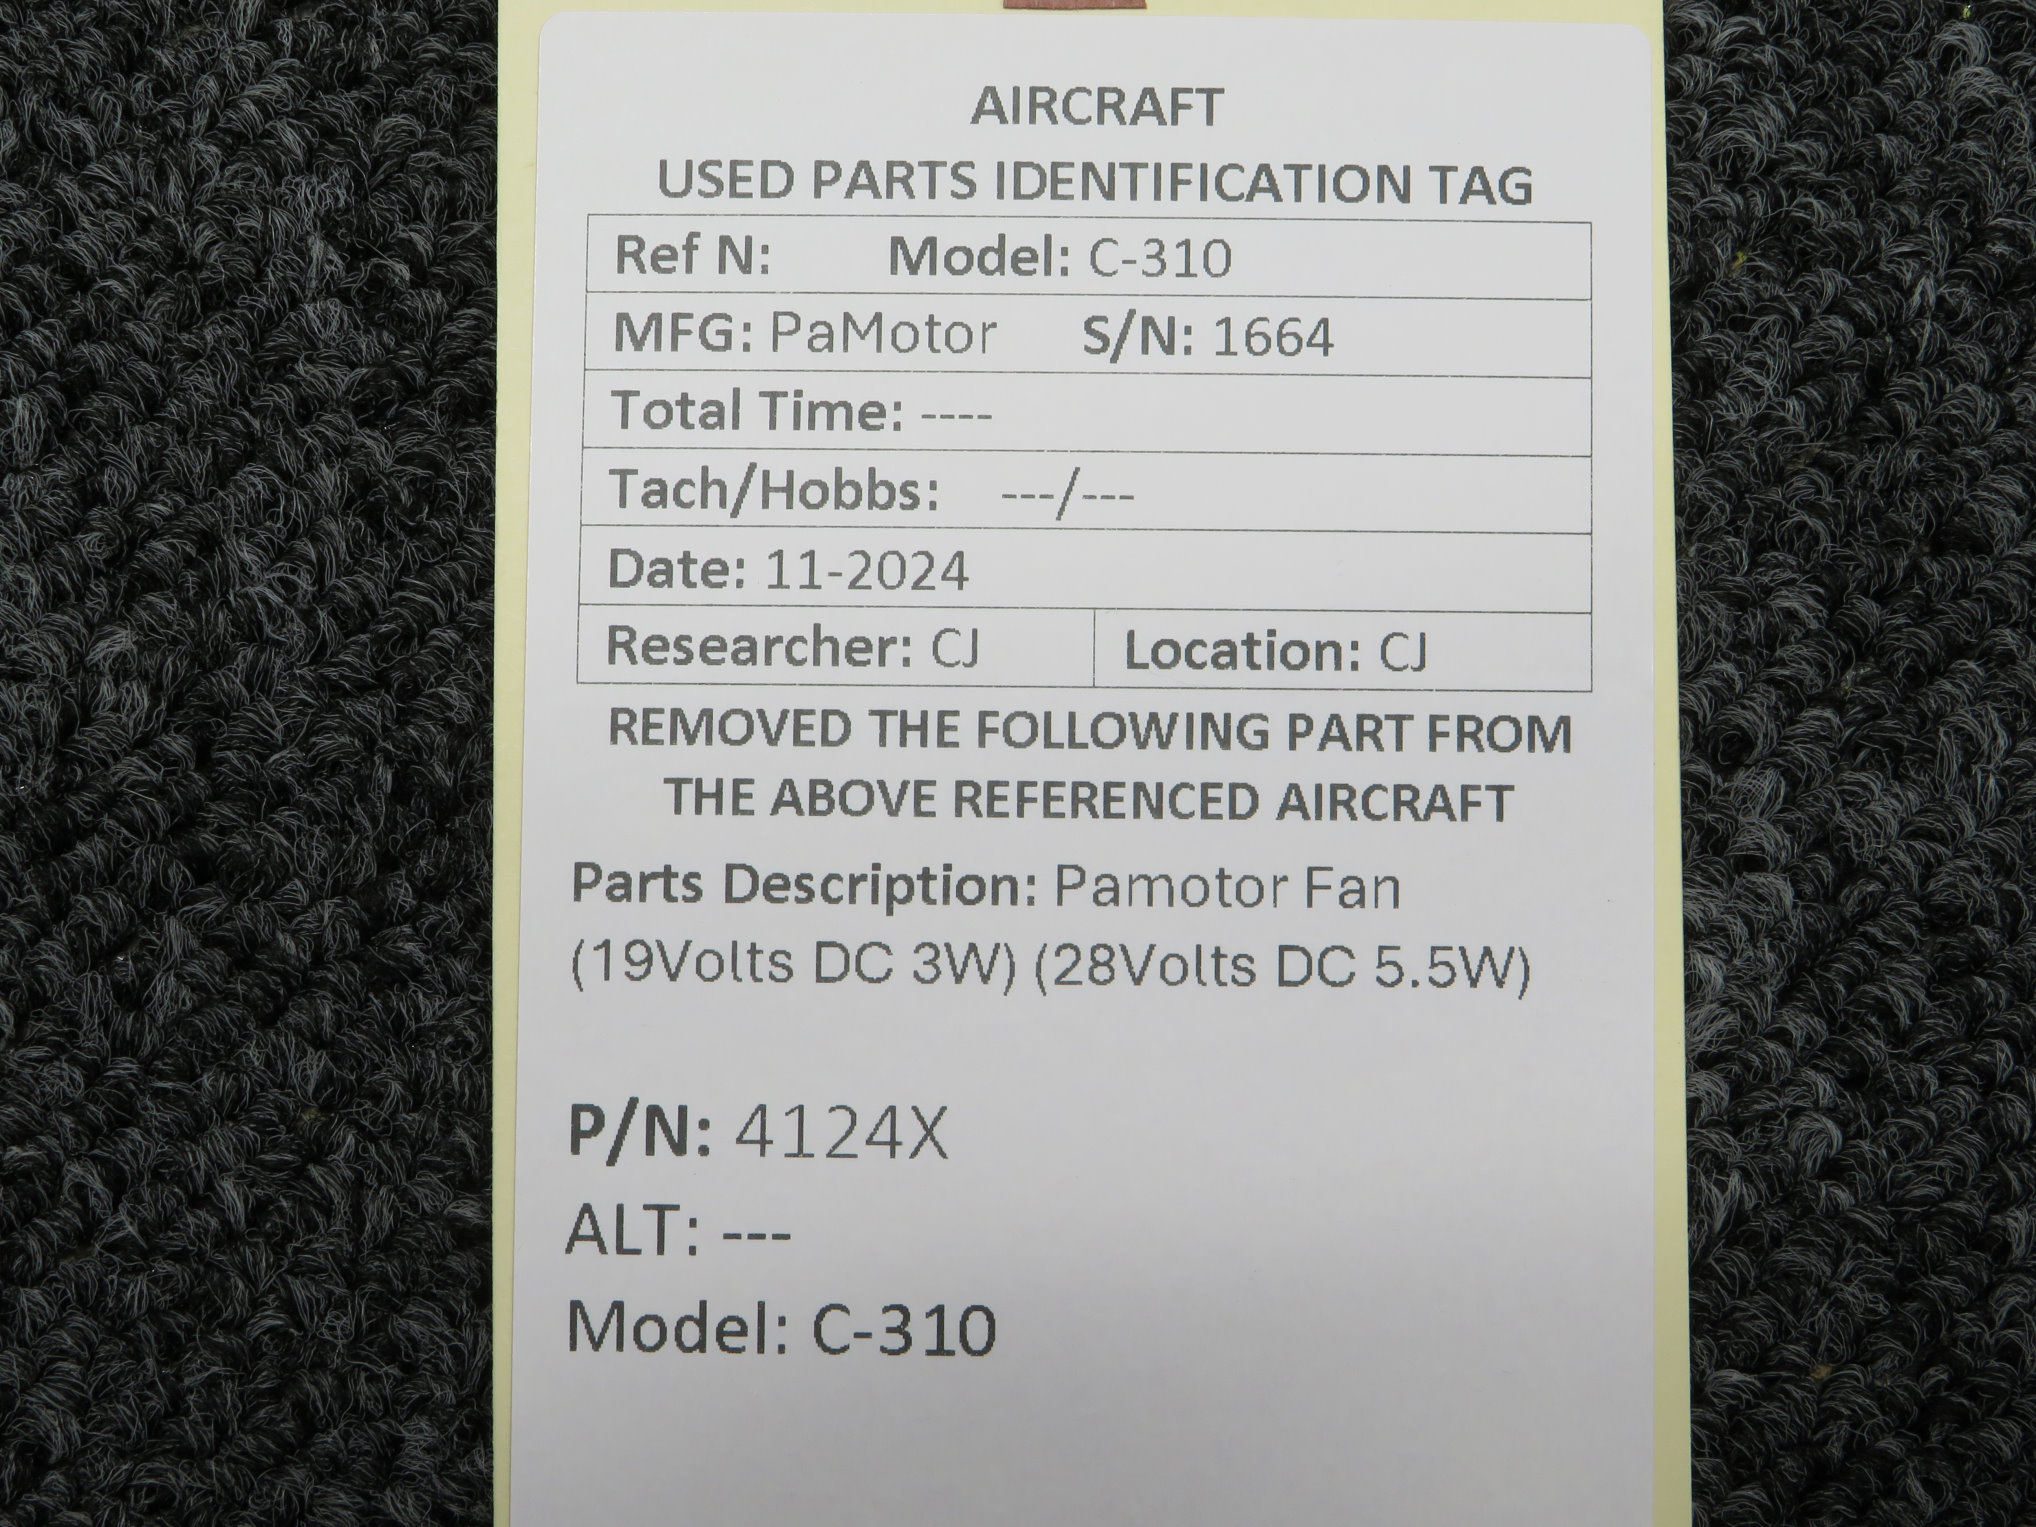 AIRCRAFT
USED PARTS IDENTIFICATION TAG
Ref N: Model: C-310
MFG: PaMotor S/N: 1664
Total Time: ----
Tach/Hobbs: ---/---
Date: 11-2024
Researcher: CJ Location: CJ
REMOVED THE FOLLOWING PART FROM
THE ABOVE REFERENCED AIRCRAFT
Parts Description: Pamotor Fan
(19Volts DC 3W) (28Volts DC 5.5W)
P/N: 4124X
ALT: ---
Model: C-310